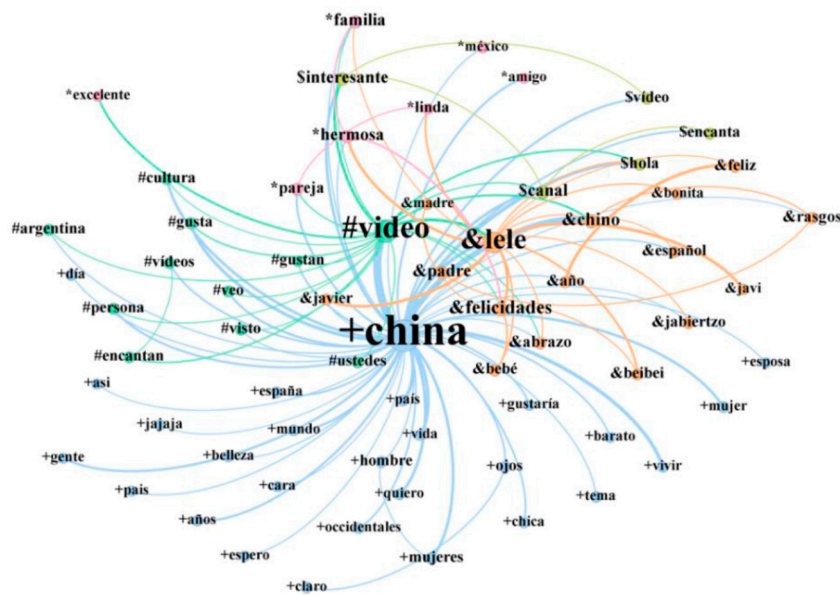 *familia
*méxico
$interesante
*amigo
*excelente
$vídeo
*linda
*hermosa
$encanta
#cultura
$hola
&feliz
*pareja
$canal
&bonita
&madre
#gusta
&chino
&rasgos
#argentina
#video
&lele
&español
#vídeos
#gustan
+día
&padre
&año
&javi
#veo
&javier
#persona
&felicidades
+china
&jabiertzo
#visto
&abrazo
#encantan
#ustedes
+esposa
&bebé
&beibei
+asi
+españa
+país
+gustaría
+mujer
+jajaja
+mundo
+vida
+barato
+gente
+belleza
+hombre
+ojos
+vivir
+pais
+cara
+quiero
+tema
+años
+occidentales
+chica
+espero
+mujeres
+claro